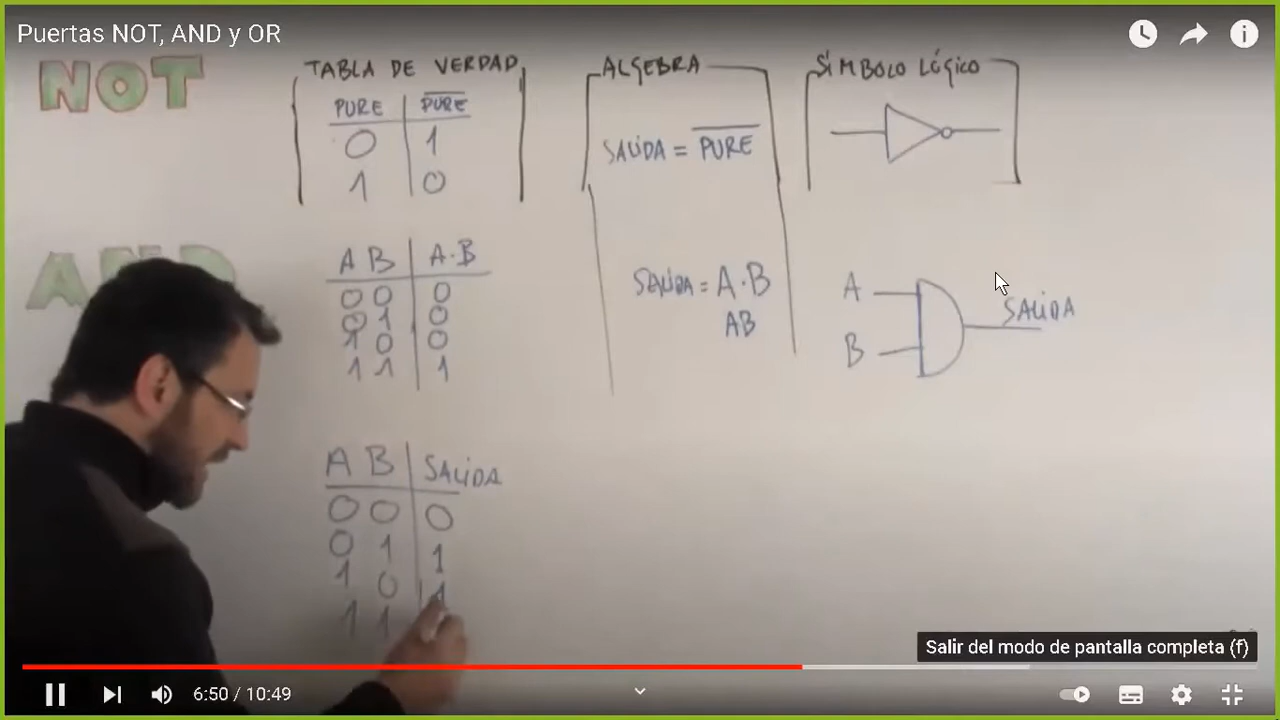 Puertas NOT, AND y OR
NOT
TABLA DE VERDAD
ALGEBRA
SÍMBOLO LÓGICO
PURE PURE
0 1
1 0
SALIDA = PURE
AND
A B A·B
0 0 0
0 1 0
1 0 0
1 1 1
SALIDA = A·B
AB
A
B
SALIDA
A B SALIDA
0 0 0
0 1 1
1 0 1
1 1
Salir del modo de pantalla completa (f)
6:50 / 10:49